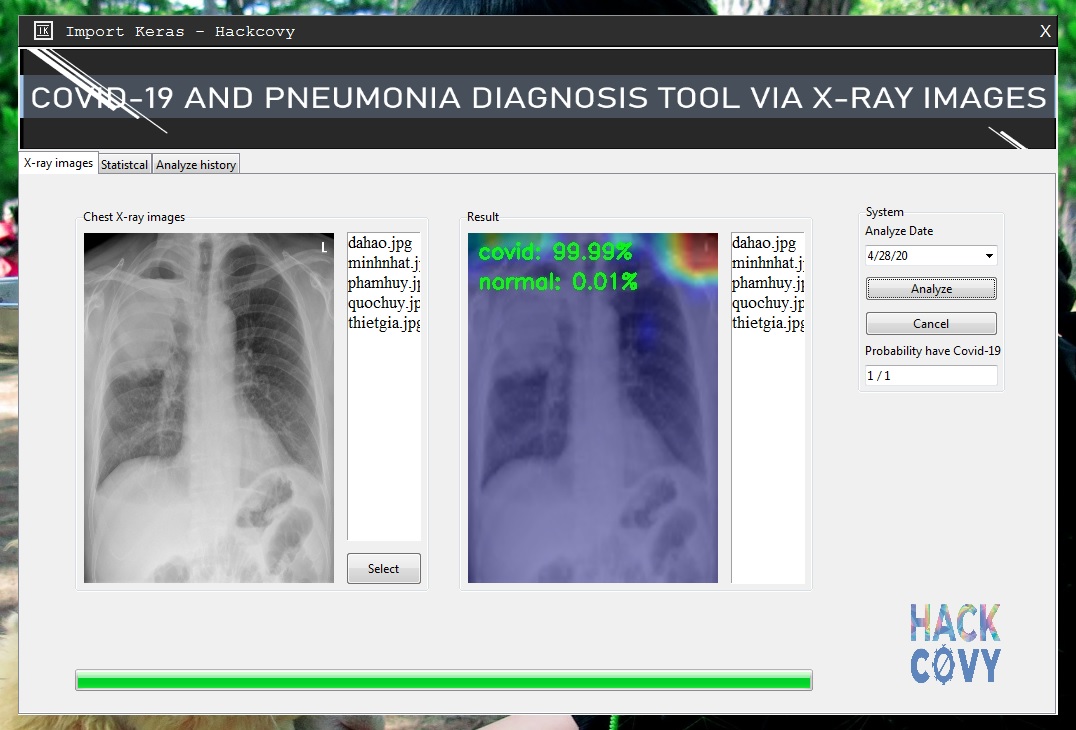 Import Keras - Hackcovy
X
COVID-19 AND PNEUMONIA DIAGNOSIS TOOL VIA X-RAY IMAGES
X-ray images
Statistcal
Analyze history
Chest X-ray images
L
dahao.jpg
minhnhat.j
phamhuy.jp
quochuy.jp
thietgia.jpg
Select
Result
covid: 99.99%
normal: 0.01%
dahao.jpg
minhnhat.j
phamhuy.jp
quochuy.jp
thietgia.jpg
System
Analyze Date
4/28/20
Analyze
Cancel
Probability have Covid-19
1 / 1
HACK
COVY